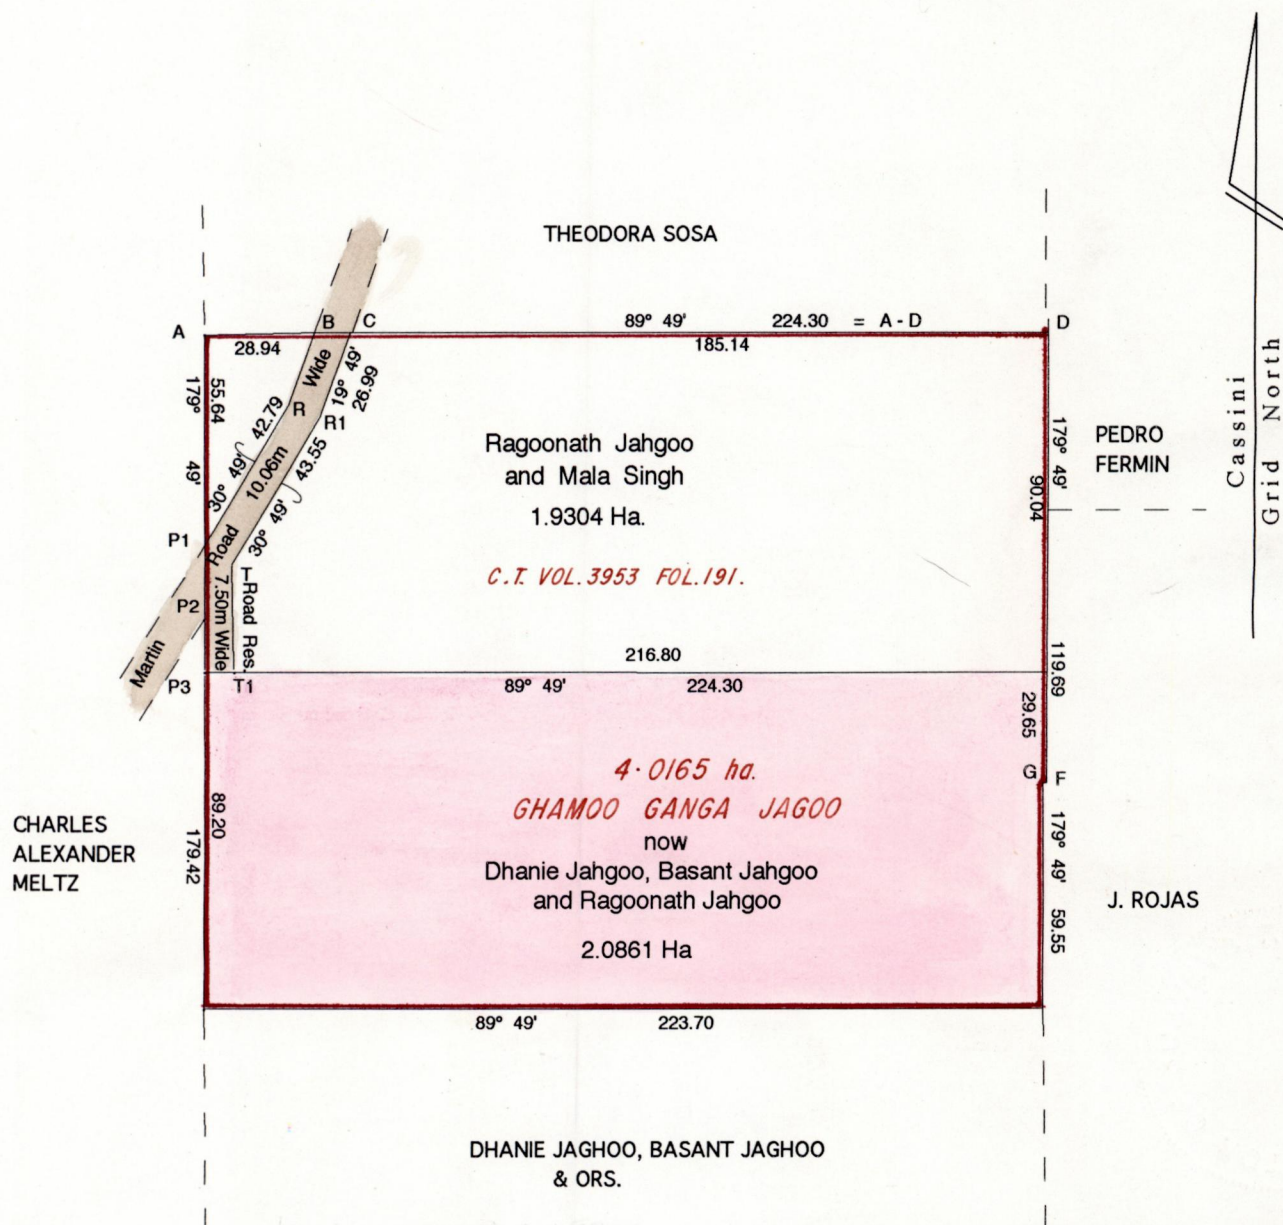 THEODORA SOSA
A
B
C
89° 49'
224.30 = A - D
D
28.94
185.14
Wide
19° 49'
26.99
179° 49'
55.64
R
R1
42.79
30° 49'
10.06m
43.55
30° 49'
Road
Martin
P1
P2
P3
7.50m Wide
T
Road Res.
T1
Ragoonath Jahgoo
and Mala Singh
1.9304 Ha.
C.T. VOL. 3953 FOL. 191.
179° 49'
90.04
PEDRO
FERMIN
Cassini
Grid North
216.80
89° 49'
224.30
119.69
29.65
G
F
4·0165 ha.
GHAMOO GANGA JAGOO
now
Dhanie Jahgoo, Basant Jahgoo
and Ragoonath Jahgoo
2.0861 Ha
89.20
179.42
CHARLES
ALEXANDER
MELTZ
179° 49'
59.55
J. ROJAS
89° 49'
223.70
DHANIE JAGHOO, BASANT JAGHOO
& ORS.